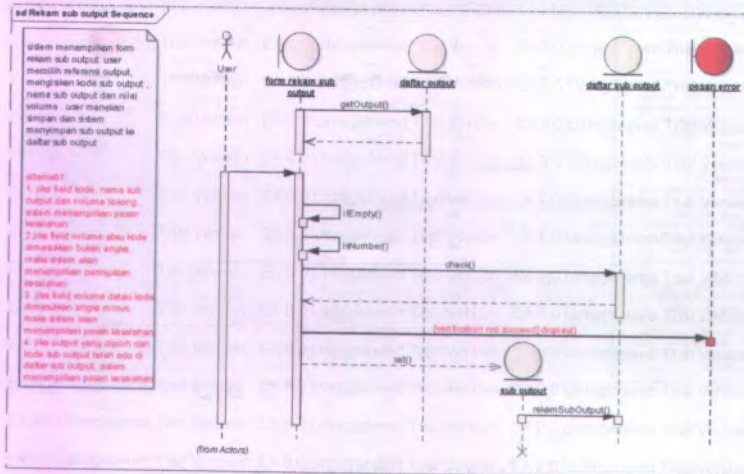 sd Rekam sub output Sequence
sistem menampilkan form
rekam sub output. user
memilih referensi output,
mengisikan kode sub output,
nama sub output dan nilai
volume. user menekan
simpan dan sistem
menyimpan sub output ke
daftar sub output
alternatif
1. jika field kode, nama sub
output dan volume kosong,
sistem menampilkan pesan
kesalahan
2. jika field volume atau kode
dimasukan bukan angka,
maka sistem akan
menampilkan peringatan
kesalahan
3. jika field volume kode
dimasukan angka minus,
maka sistem akan
menampilkan pesan kesalahan
4. jika output yang dipilih dan
kode sub output telah ada di
daftar sub output, sistem
menampilkan pesan kesalahan
User
form rekam sub
output
daftar output
daftar sub output
pesan error
getOutput()
isEmpty()
isNumber()
check()
[verification not succeed] display()
set()
sub output
rekamSubOutput()
(from Actors)